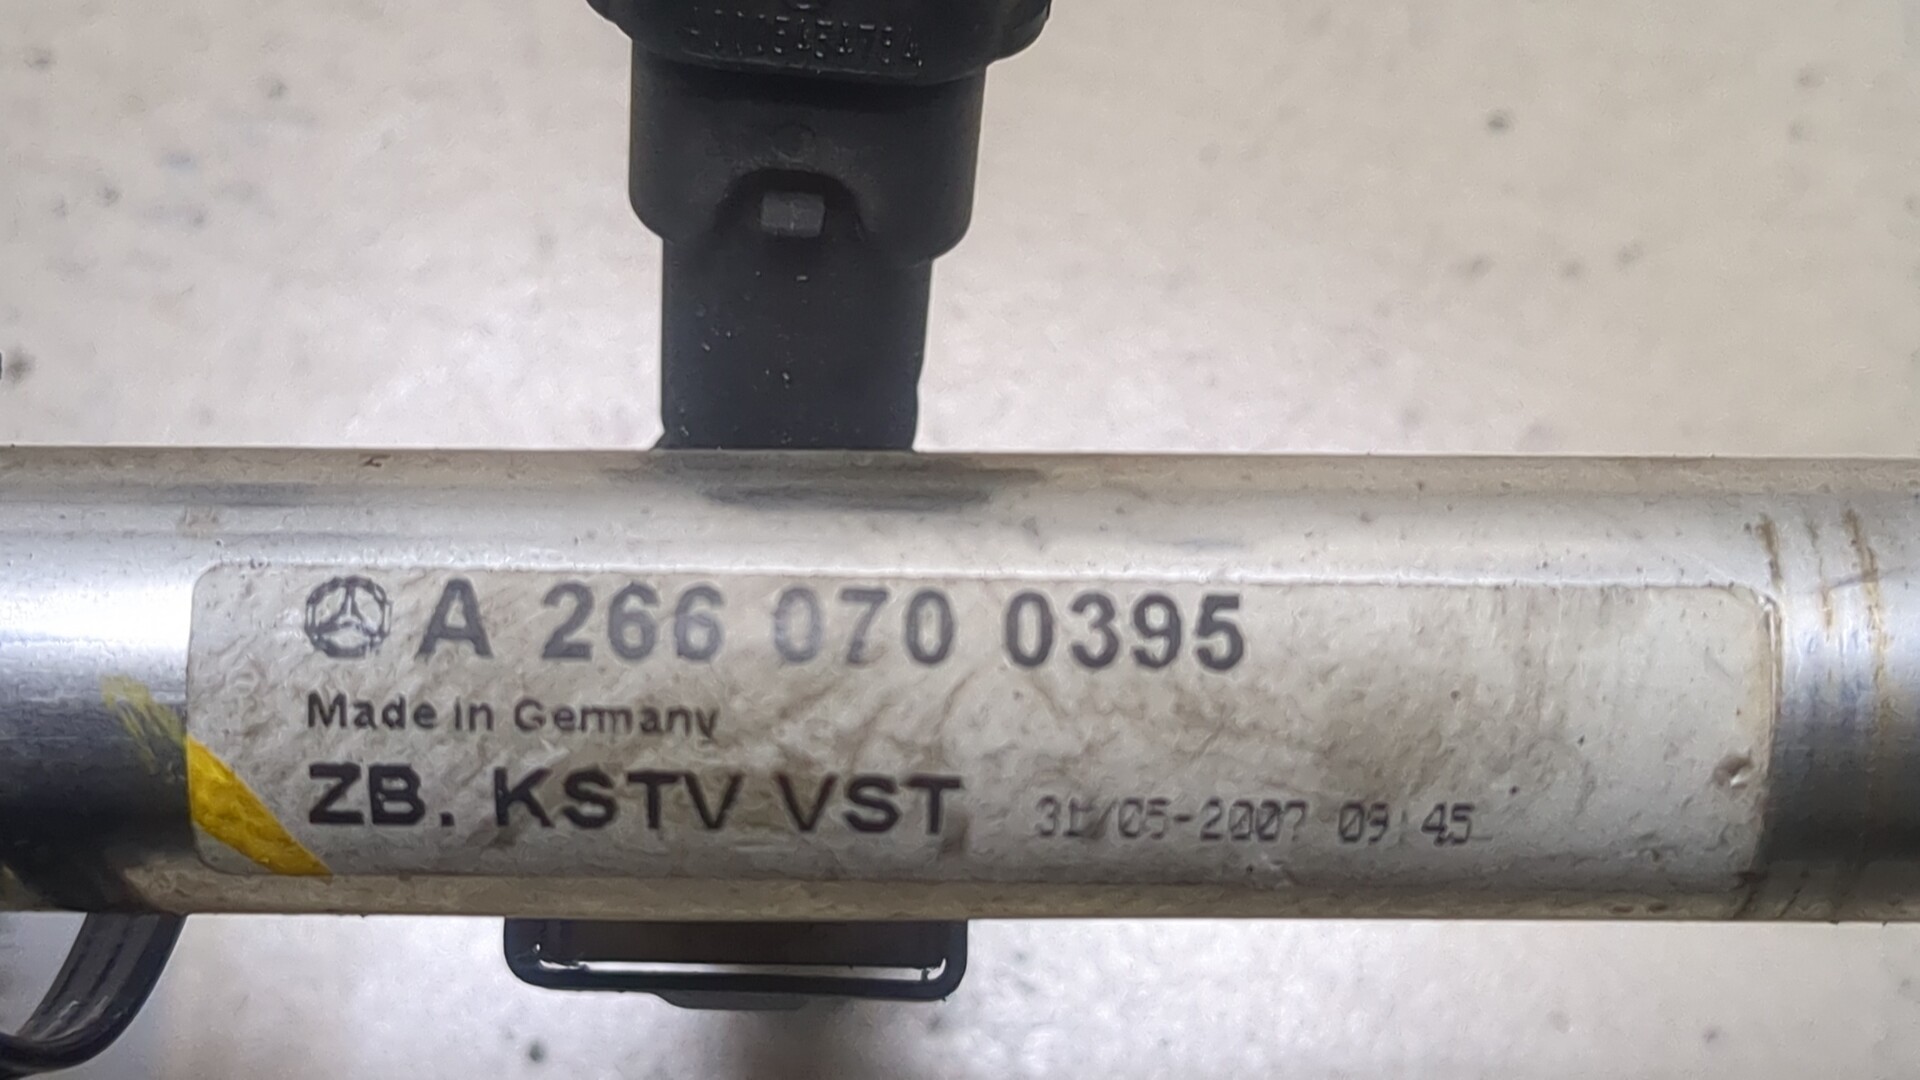 A 266 070 0395
Made in Germany
ZB. KSTV VST 31/05-2007 09:45